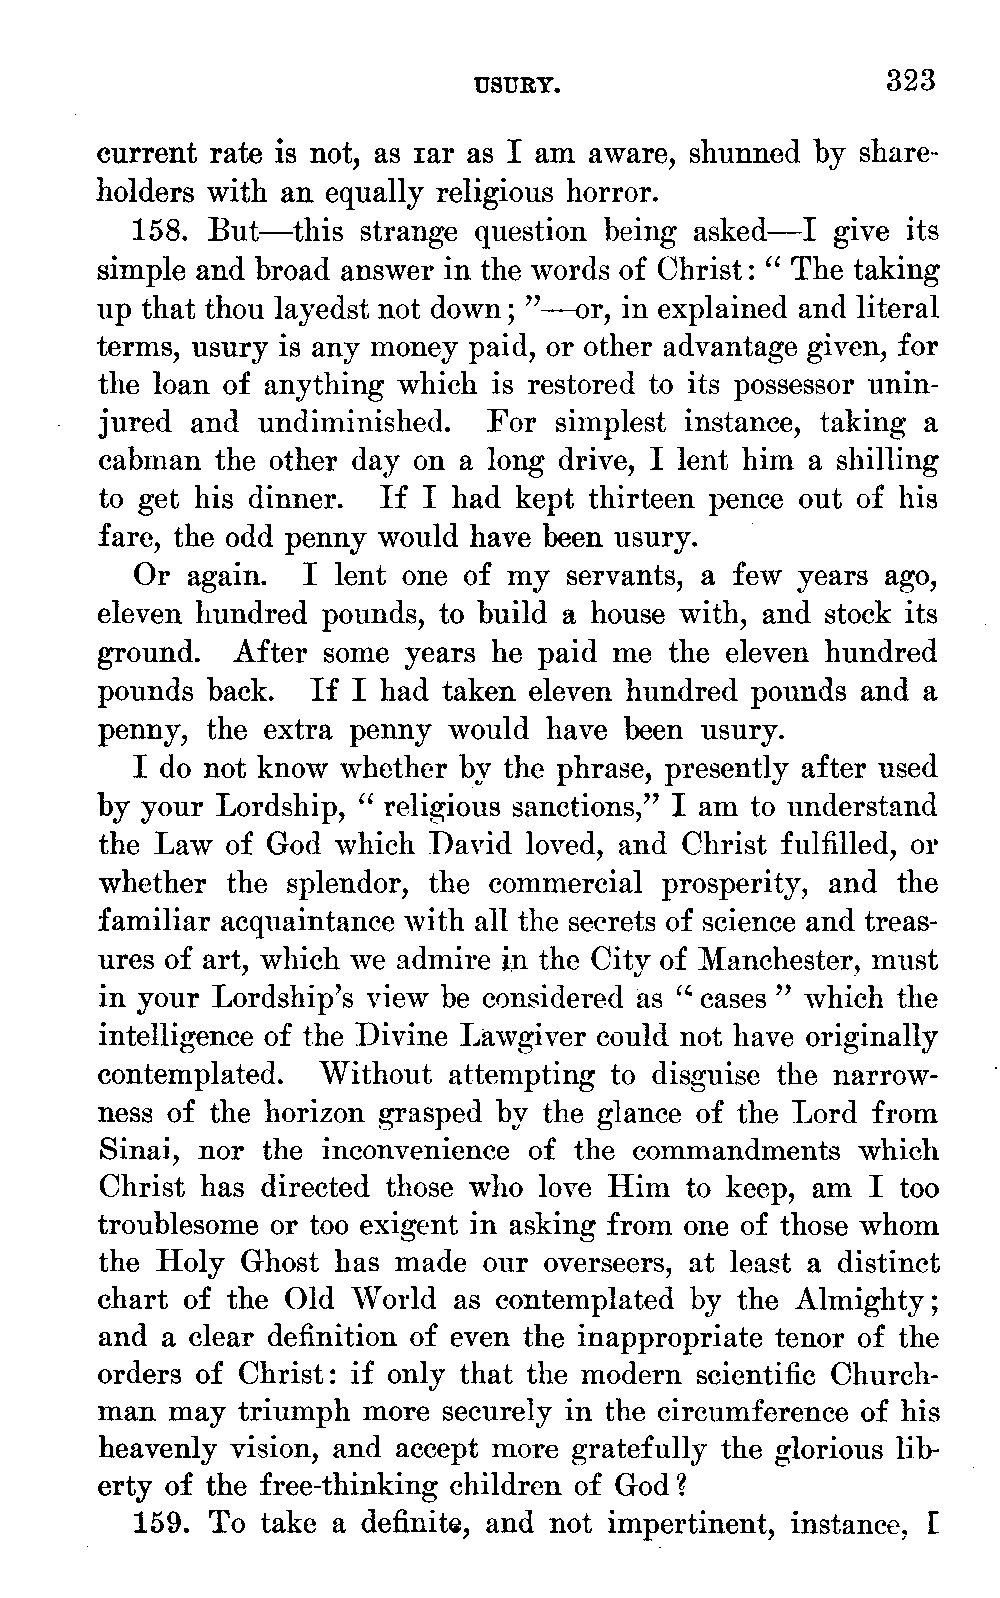 USURY. 323
current rate is not, as far as I am aware, shunned by share-
holders with an equally religious horror.
158. But—this strange question being asked—I give its
simple and broad answer in the words of Christ: " The taking
up that thou layedst not down; "—or, in explained and literal
terms, usury is any money paid, or other advantage given, for
the loan of anything which is restored to its possessor unin-
jured and undiminished. For simplest instance, taking a
cabman the other day on a long drive, I lent him a shilling
to get his dinner. If I had kept thirteen pence out of his
fare, the odd penny would have been usury.
Or again. I lent one of my servants, a few years ago,
eleven hundred pounds, to build a house with, and stock its
ground. After some years he paid me the eleven hundred
pounds back. If I had taken eleven hundred pounds and a
penny, the extra penny would have been usury.
I do not know whether by the phrase, presently after used
by your Lordship, " religious sanctions," I am to understand
the Law of God which David loved, and Christ fulfilled, or
whether the splendor, the commercial prosperity, and the
familiar acquaintance with all the secrets of science and treas-
ures of art, which we admire in the City of Manchester, must
in your Lordship's view be considered as " cases " which the
intelligence of the Divine Lawgiver could not have originally
contemplated. Without attempting to disguise the narrow-
ness of the horizon grasped by the glance of the Lord from
Sinai, nor the inconvenience of the commandments which
Christ has directed those who love Him to keep, am I too
troublesome or too exigent in asking from one of those whom
the Holy Ghost has made our overseers, at least a distinct
chart of the Old World as contemplated by the Almighty;
and a clear definition of even the inappropriate tenor of the
orders of Christ: if only that the modern scientific Church-
man may triumph more securely in the circumference of his
heavenly vision, and accept more gratefully the glorious lib-
erty of the free-thinking children of God?
159. To take a definite, and not impertinent, instance, I